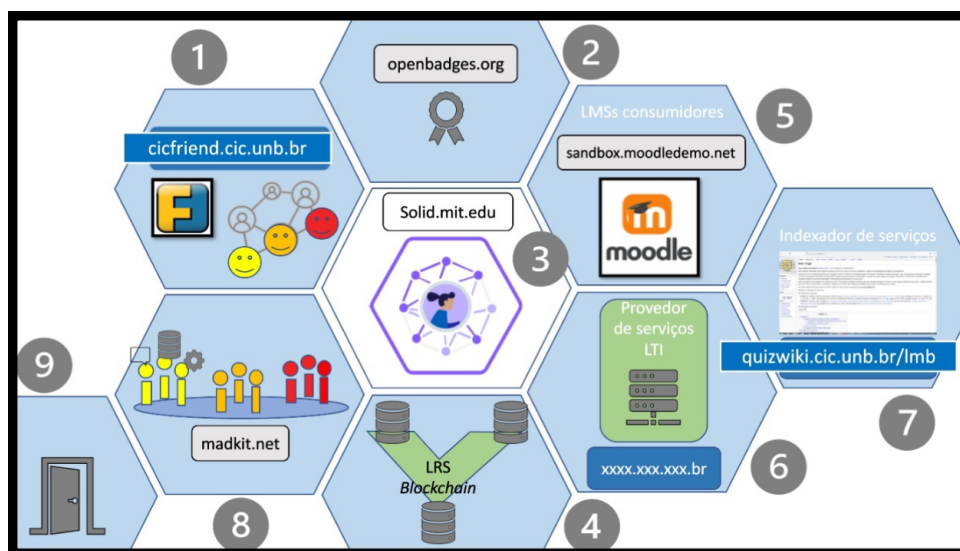 1
openbadges.org
2
LMSs consumidores
5
cicfriend.cic.unb.br
sandbox.moodledemo.net
F
Solid.mit.edu
moodle
3
Indexador de serviços
Provedor
de serviços
LTI
quizwiki.cic.unb.br/lmb
9
madkit.net
LRS
Blockchain
xxxx.xxx.xxx.br
6
7
8
4